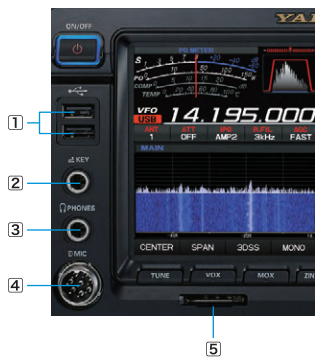 YAE
ON/OFF
PO METER
S
PO
COMP
TEMP
VFO
USB
14.195.000
ANT ATT IPO R.FIL AGC
1 OFF AMP2 3kHz FAST
MAIN
1
2 KEY
3 PHONES
4 MIC
CENTER SPAN 3DSS MONO
TUNE VOX MOX ZIN
5